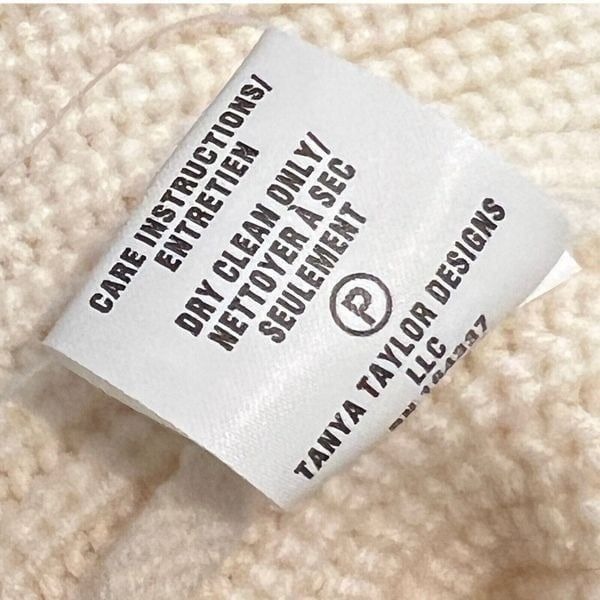 CARE INSTRUCTIONS/
ENTRETIEN
DRY CLEAN ONLY/
NETTOYER À SEC
SEULEMENT
P
TANYA TAYLOR DESIGNS
LLC